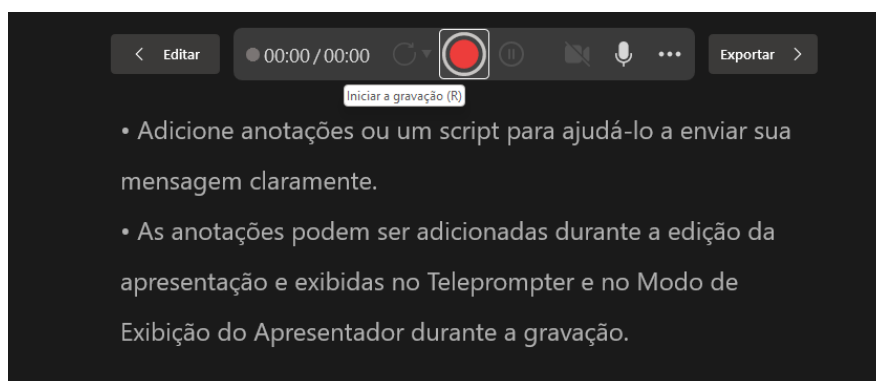 Editar
00:00 / 00:00
Exportar
Iniciar a gravação (R)
• Adicione anotações ou um script para ajudá-lo a enviar sua
mensagem claramente.
• As anotações podem ser adicionadas durante a edição da
apresentação e exibidas no Teleprompter e no Modo de
Exibição do Apresentador durante a gravação.